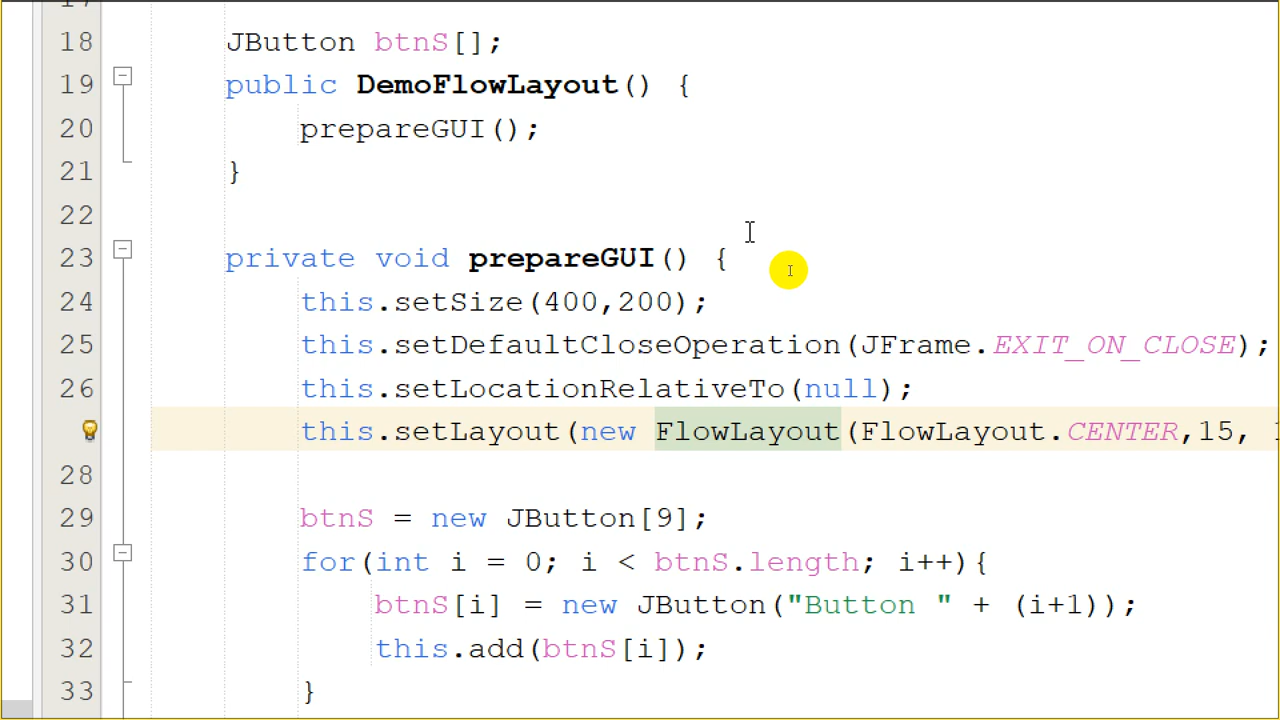 18 JButton btnS[];
19 public DemoFlowLayout() {
20 prepareGUI();
21 }
22
23 private void prepareGUI() {
24 this.setSize(400,200);
25 this.setDefaultCloseOperation(JFrame.EXIT_ON_CLOSE);
26 this.setLocationRelativeTo(null);
this.setLayout(new FlowLayout(FlowLayout.CENTER,15,
28
29 btnS = new JButton[9];
30 for(int i = 0; i < btnS.length; i++){
31 btnS[i] = new JButton("Button " + (i+1));
32 this.add(btnS[i]);
33 }